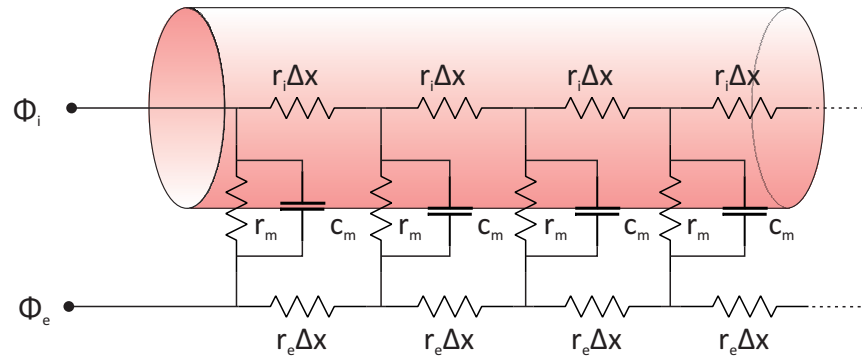 rᵢΔx rᵢΔx rᵢΔx rᵢΔx
Φᵢ
rₘ cₘ rₘ cₘ rₘ cₘ rₘ cₘ
Φₑ
rₑΔx rₑΔx rₑΔx rₑΔx